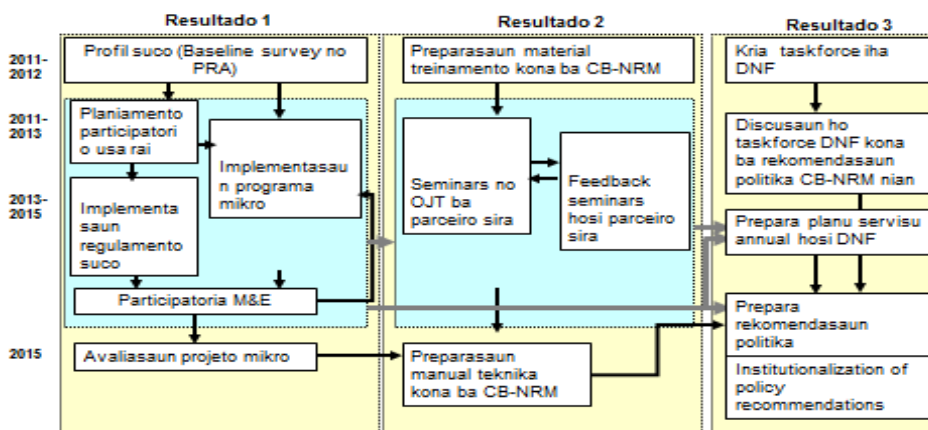 Resultado 1
Resultado 2
Resultado 3
2011-
2012
Profil suco (Baseline survey no
PRA)
Preparasaun material
treinamento kona ba CB-NRM
Kria taskforce iha
DNF
2011-
2013
Planiamento
participatori
o usa rai
Implementasau
n programa
mikro
Seminars no
OJT ba
parceiro sira
Feedback
seminars
hosi parceiro
sira
Discusaun ho
taskforce DNF kona
ba rekomendasaun
politika CB-NRM nian
2013-
2015
Implementa
saun
regulamento
suco
Prepara planu servisu
annual hosi DNF
Participatoria M&E
Prepara
rekomendasaun
politika
2015
Avaliasaun projeto mikro
Preparasaun
manual teknika
kona ba CB-NRM
Institutionalization of
policy
recommendations